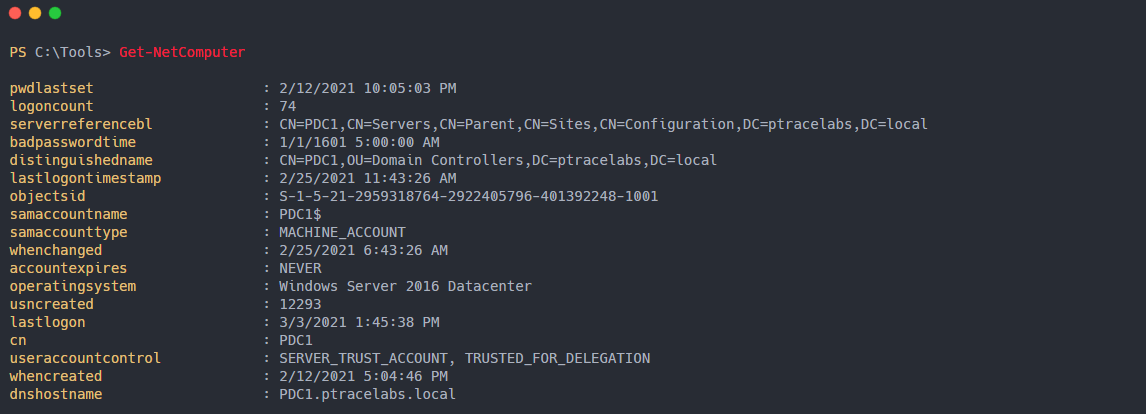 PS C:\Tools> Get-NetComputer
pwdlastset : 2/12/2021 10:05:03 PM
logoncount : 74
serverreferencebl : CN=PDC1,CN=Servers,CN=Parent,CN=Sites,CN=Configuration,DC=ptracelabs,DC=local
badpasswordtime : 1/1/1601 5:00:00 AM
distinguishedname : CN=PDC1,OU=Domain Controllers,DC=ptracelabs,DC=local
lastlogontimestamp : 2/25/2021 11:43:26 AM
objectsid : S-1-5-21-2959318764-2922405796-401392248-1001
samaccountname : PDC1$
samaccounttype : MACHINE_ACCOUNT
whenchanged : 2/25/2021 6:43:26 AM
accountexpires : NEVER
operatingsystem : Windows Server 2016 Datacenter
usncreated : 12293
lastlogon : 3/3/2021 1:45:38 PM
cn : PDC1
useraccountcontrol : SERVER_TRUST_ACCOUNT, TRUSTED_FOR_DELEGATION
whencreated : 2/12/2021 5:04:46 PM
dnshostname : PDC1.ptracelabs.local